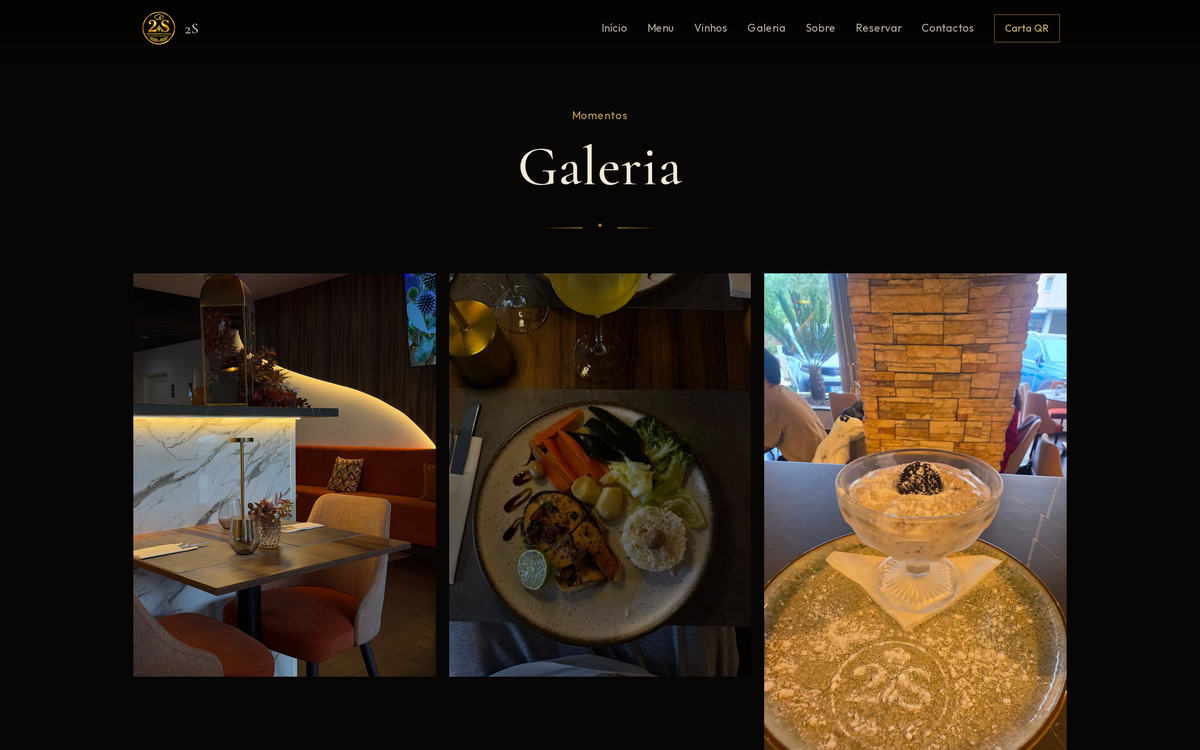 2S
2S
Início
Menu
Vinhos
Galeria
Sobre
Reservar
Contactos
Carta QR
Momentos
Galeria
2S